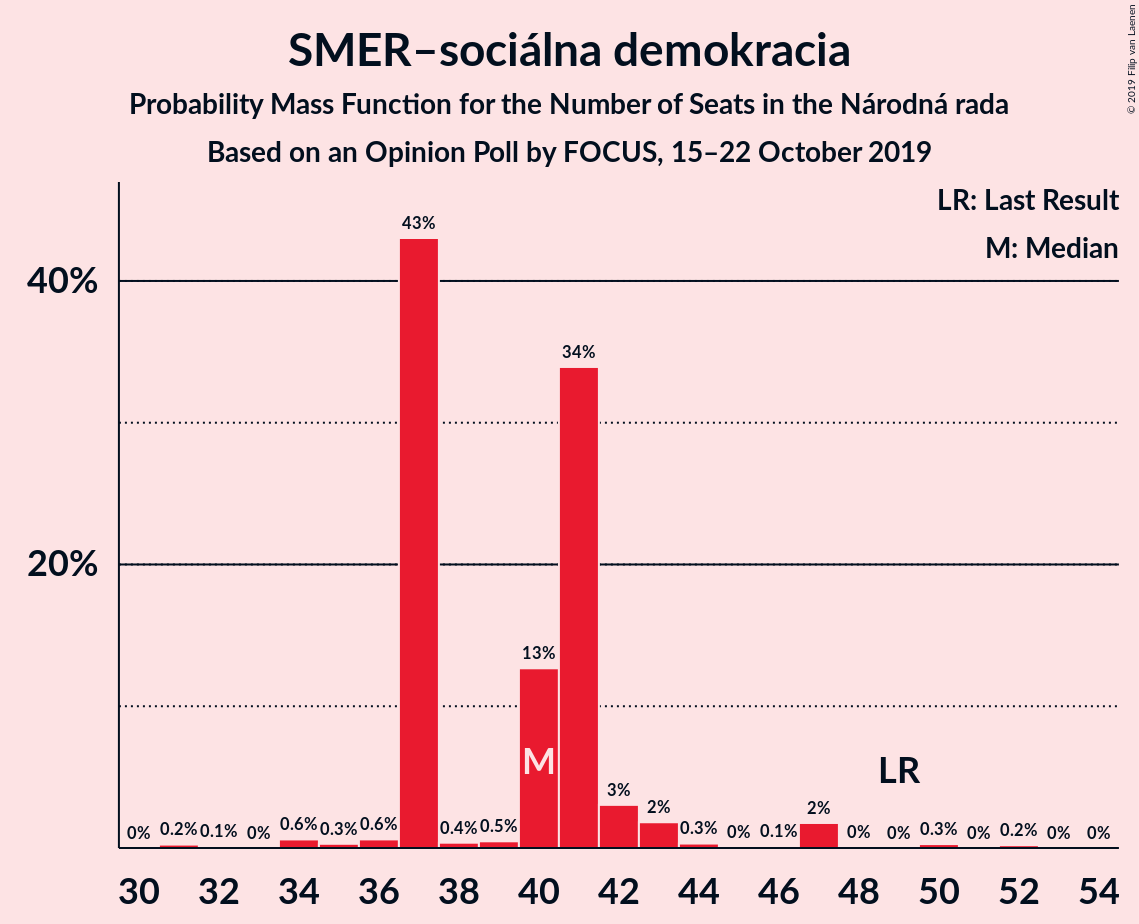 SMER–sociálna demokracia
Probability Mass Function for the Number of Seats in the Národná rada
Based on an Opinion Poll by FOCUS, 15–22 October 2019
© 2019 Filip van Laenen
LR: Last Result
M: Median
40%
20%
0% 0.2% 0.1% 0% 0.6% 0.3% 0.6% 43% 0.4% 0.5% 13% 34% 3% 2% 0.3% 0% 0.1% 2% 0% 0% 0.3% 0% 0.2% 0% 0%
M
LR
30 32 34 36 38 40 42 44 46 48 50 52 54